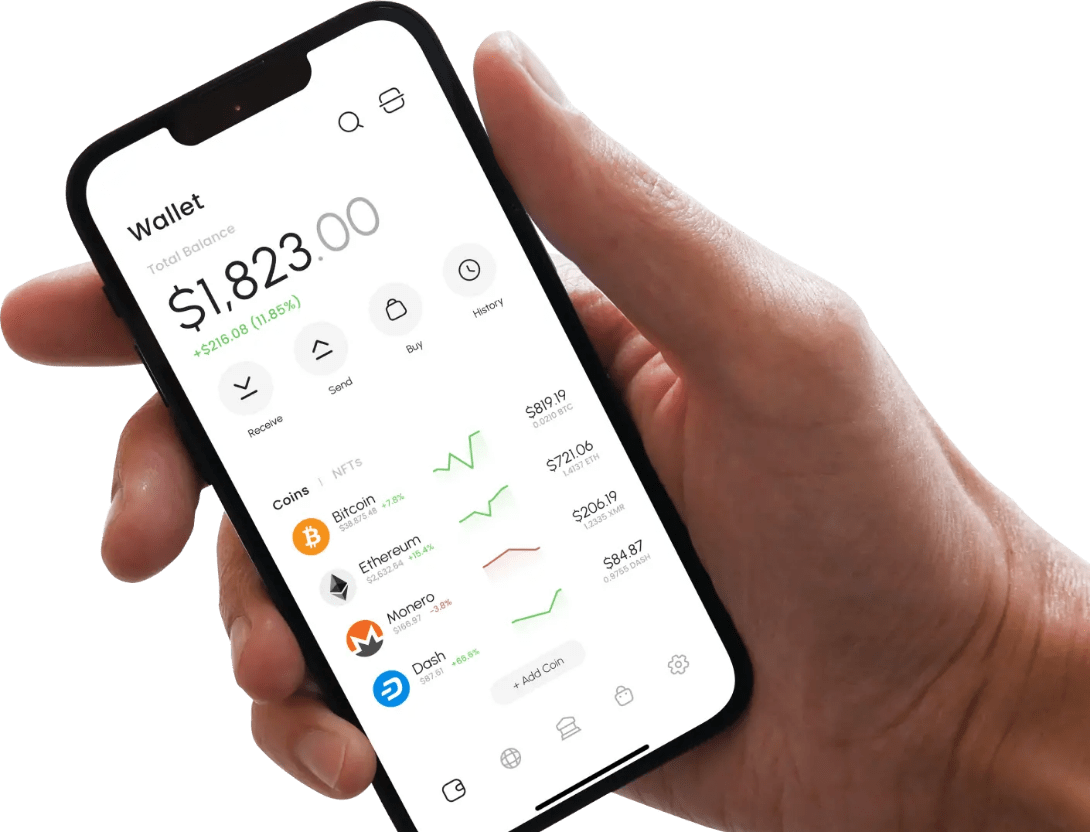 Wallet
Total Balance
$1,823.00
+$216.08 (11.85%)
Receive
Send
Buy
History
Coins | NFTs
Bitcoin
$38,875.48 +7.8%
$819.19
0.0210 BTC
Ethereum
$2,632.64 +15.4%
$721.06
1.4137 ETH
Monero
$166.97 -3.8%
$206.19
1.2335 XMR
Dash
$87.61 +66.6%
$84.87
0.9755 DASH
+ Add Coin